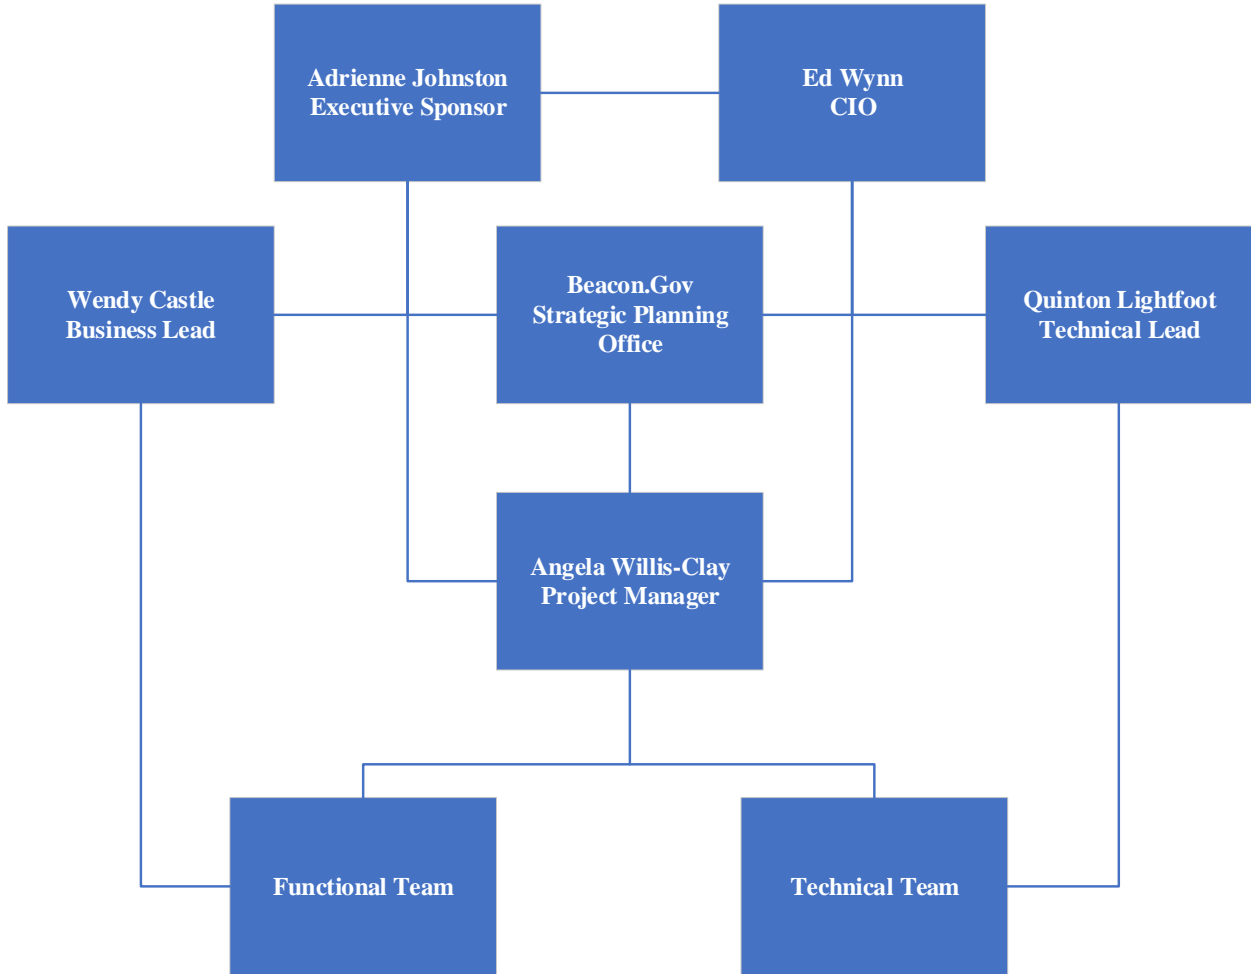 Adrienne Johnston
Executive Sponsor
Ed Wynn
CIO
Wendy Castle
Business Lead
Beacon.Gov
Strategic Planning
Office
Quinton Lightfoot
Technical Lead
Angela Willis-Clay
Project Manager
Functional Team
Technical Team